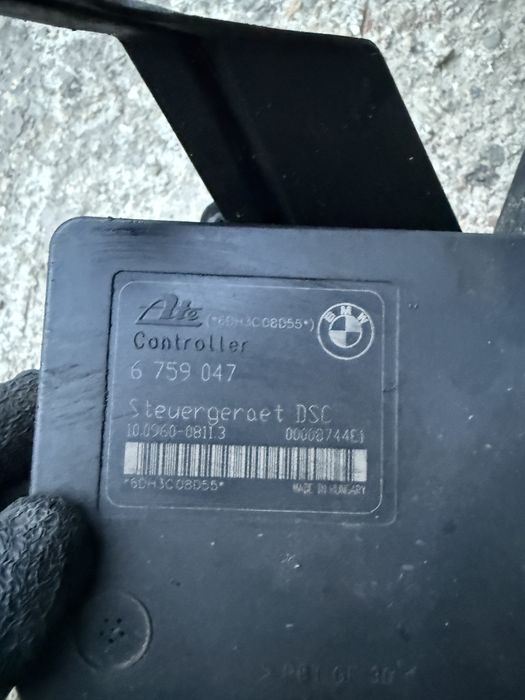 Ate (*6DH3C08D55*) BMW
Controller
6 759 047
Steuergeraet DSC
10.0960-0811.3 00008744E1
*6DH3C08D55*
MADE IN HUNGARY